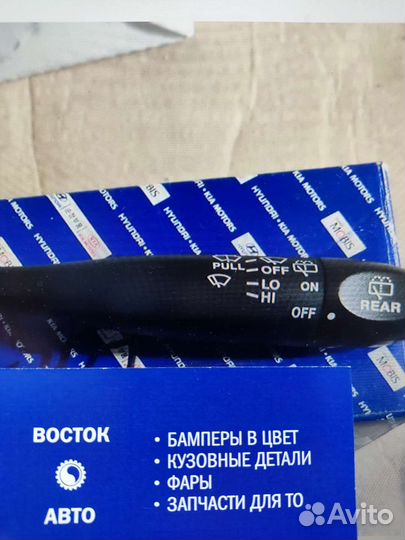 HYUNDAI · KIA MOTORS
MOBIS
PULL
OFF
LO
HI
ON
OFF
REAR
ВОСТОК
АВТО
• БАМПЕРЫ В ЦВЕТ
• КУЗОВНЫЕ ДЕТАЛИ
• ФАРЫ
• ЗАПЧАСТИ ДЛЯ ТО
Avito